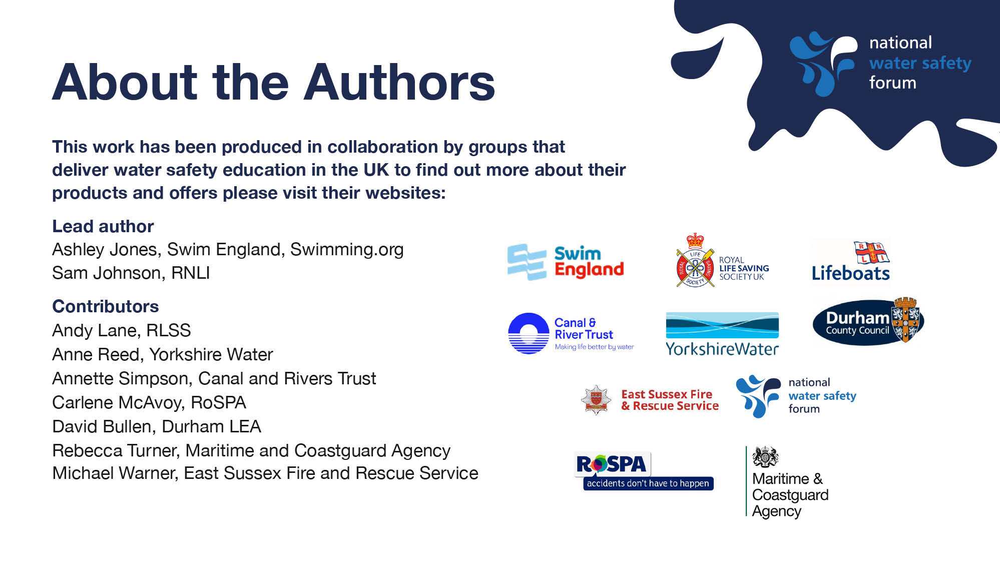 national
water safety
forum
About the Authors
This work has been produced in collaboration by groups that
deliver water safety education in the UK to find out more about their
products and offers please visit their websites:
Lead author
Ashley Jones, Swim England, Swimming.org
Sam Johnson, RNLI
Contributors
Andy Lane, RLSS
Anne Reed, Yorkshire Water
Annette Simpson, Canal and Rivers Trust
Carlene McAvoy, RoSPA
David Bullen, Durham LEA
Rebecca Turner, Maritime and Coastguard Agency
Michael Warner, East Sussex Fire and Rescue Service
Swim
England
ROYAL LIFE SAVING SOCIETY
ROYAL
LIFE SAVING
SOCIETY UK
R N
L I
Lifeboats
Canal &
River Trust
Making life better by water
YorkshireWater
Durham
County Council
East Sussex Fire
& Rescue Service
national
water safety
forum
RoSPA
accidents don't have to happen
Maritime &
Coastguard
Agency